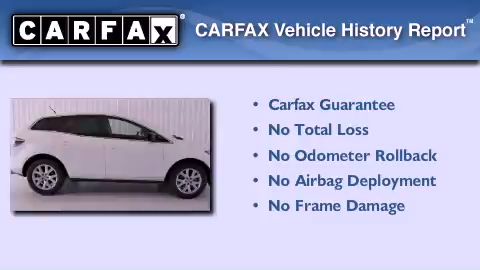 CARFAX® CARFAX Vehicle History Report™
• Carfax Guarantee
• No Total Loss
• No Odometer Rollback
• No Airbag Deployment
• No Frame Damage